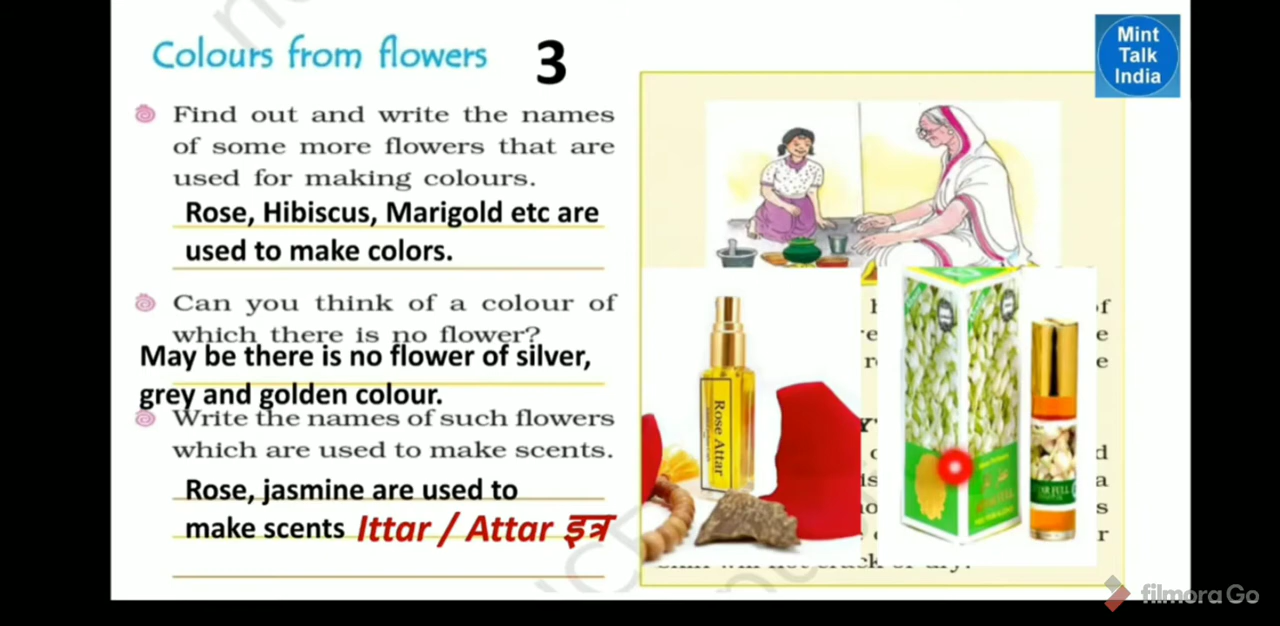 Colours from flowers
3
Mint
Talk
India
Find out and write the names
of some more flowers that are
used for making colours.
Rose, Hibiscus, Marigold etc are
used to make colors.
Can you think of a colour of
which there is no flower?
May be there is no flower of silver,
grey and golden colour.
Write the names of such flowers
which are used to make scents.
Rose, jasmine are used to
make scents Ittar / Attar इत्र
Rose Attar
filmoraGo